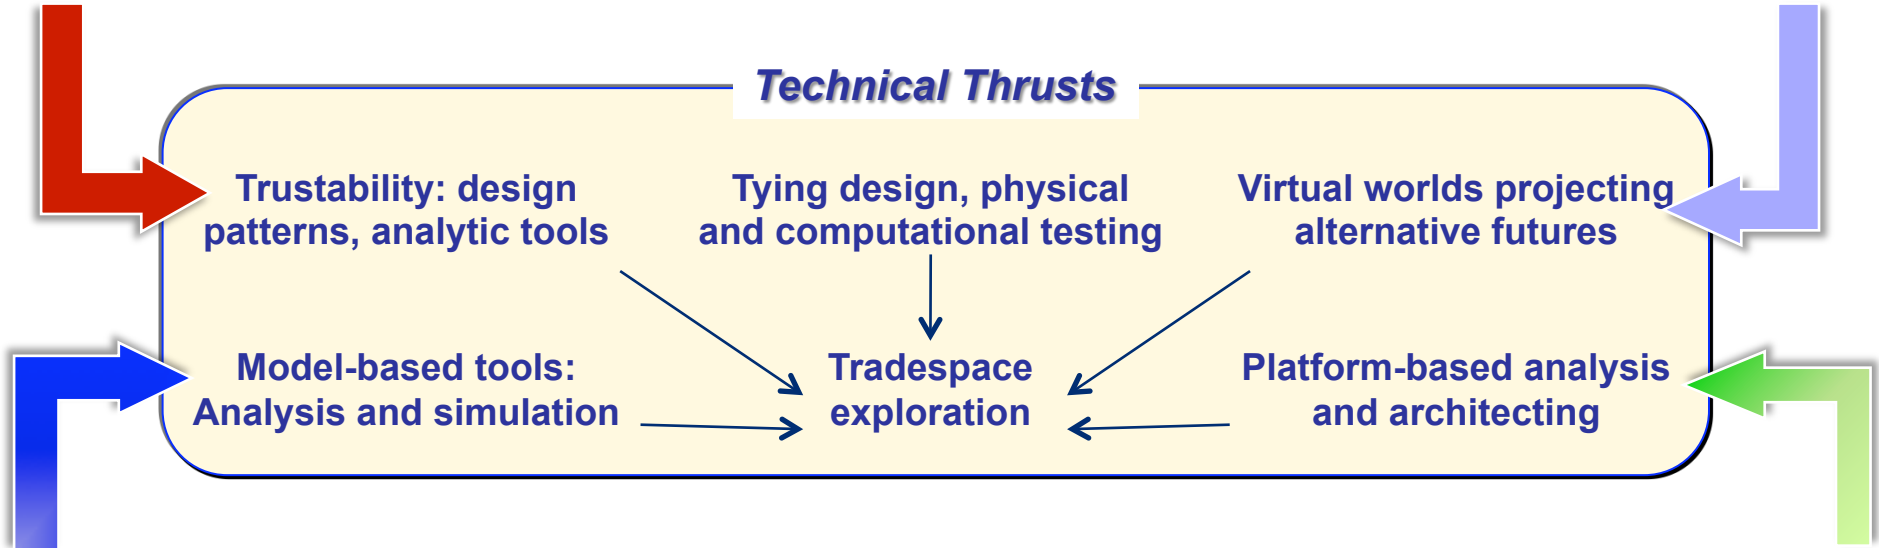 Technical Thrusts
Trustability: design
patterns, analytic tools
Tying design, physical
and computational testing
Virtual worlds projecting
alternative futures
Model-based tools:
Analysis and simulation
Tradespace
exploration
Platform-based analysis
and architecting